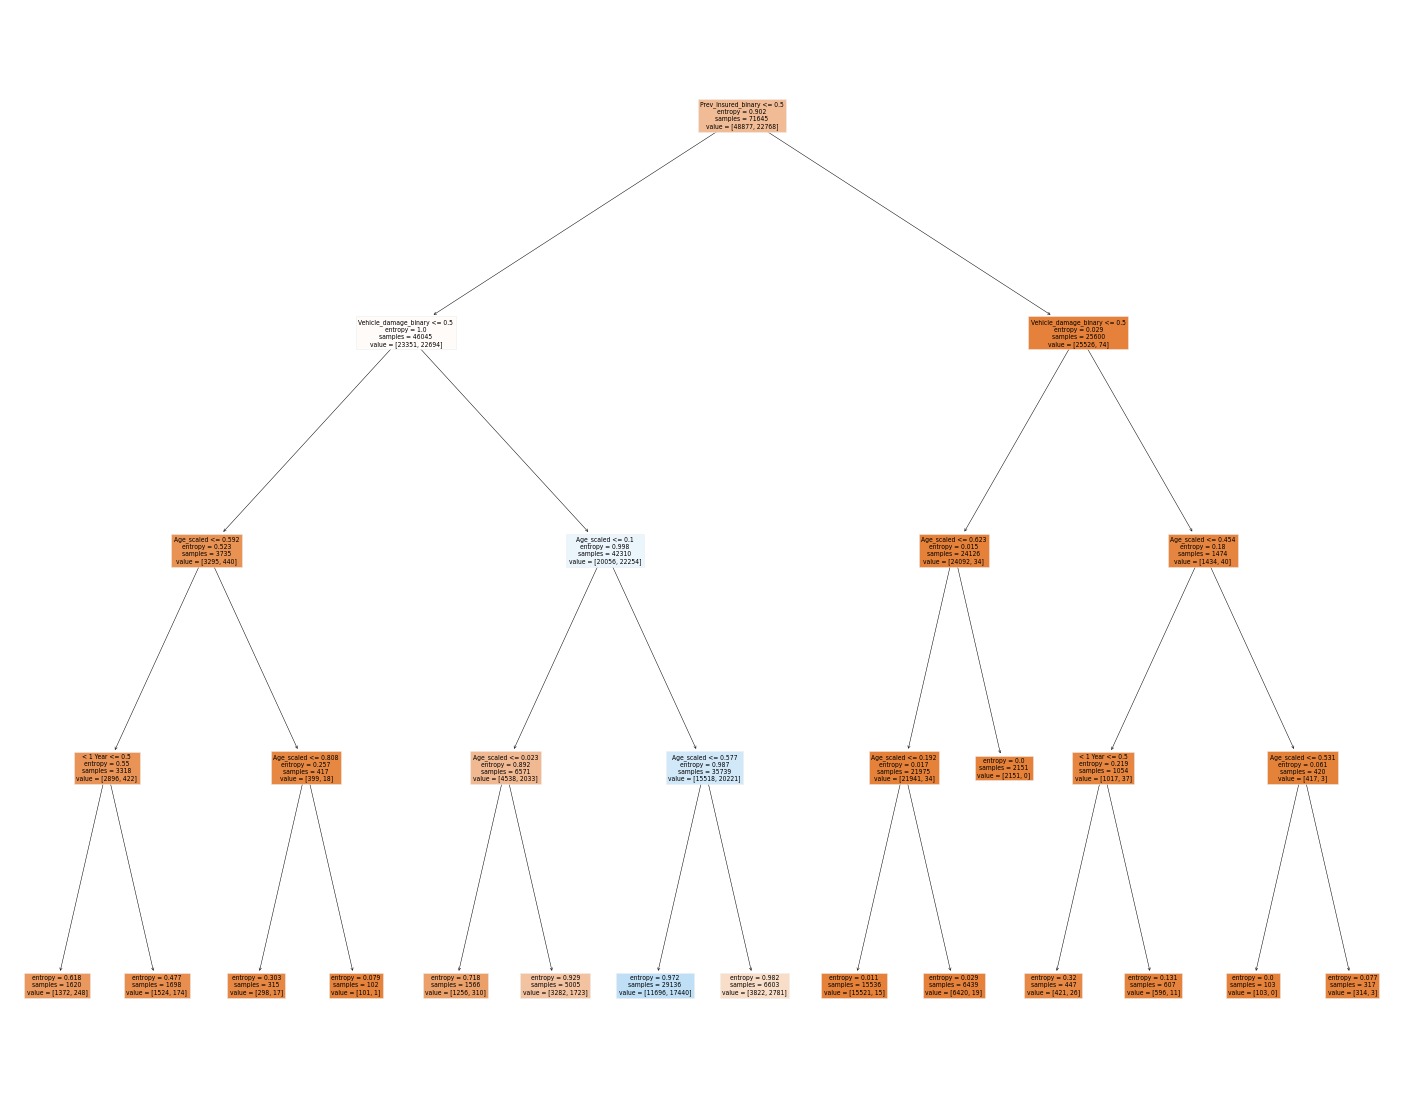 Prev_insured_binary <= 0.5
entropy = 0.902
samples = 71645
value = [48877, 22768]
Vehicle_damage_binary <= 0.5
entropy = 1.0
samples = 46045
value = [23351, 22694]
Vehicle_damage_binary <= 0.5
entropy = 0.029
samples = 25600
value = [25526, 74]
Age_scaled <= 0.592
entropy = 0.523
samples = 3735
value = [3295, 440]
Age_scaled <= 0.1
entropy = 0.998
samples = 42310
value = [20056, 22254]
Age_scaled <= 0.623
entropy = 0.015
samples = 24126
value = [24092, 34]
Age_scaled <= 0.454
entropy = 0.18
samples = 1474
value = [1434, 40]
< 1 Year <= 0.5
entropy = 0.55
samples = 3318
value = [2896, 422]
Age_scaled <= 0.808
entropy = 0.257
samples = 417
value = [399, 18]
Age_scaled <= 0.023
entropy = 0.892
samples = 6571
value = [4538, 2033]
Age_scaled <= 0.577
entropy = 0.987
samples = 35739
value = [15518, 20221]
Age_scaled <= 0.192
entropy = 0.017
samples = 21975
value = [21941, 34]
entropy = 0.0
samples = 2151
value = [2151, 0]
< 1 Year <= 0.5
entropy = 0.219
samples = 1054
value = [1017, 37]
Age_scaled <= 0.531
entropy = 0.061
samples = 420
value = [417, 3]
entropy = 0.618
samples = 1620
value = [1372, 248]
entropy = 0.477
samples = 1698
value = [1524, 174]
entropy = 0.303
samples = 315
value = [298, 17]
entropy = 0.079
samples = 102
value = [101, 1]
entropy = 0.718
samples = 1566
value = [1256, 310]
entropy = 0.929
samples = 5005
value = [3282, 1723]
entropy = 0.972
samples = 29136
value = [11696, 17440]
entropy = 0.982
samples = 6603
value = [3822, 2781]
entropy = 0.011
samples = 15536
value = [15521, 15]
entropy = 0.029
samples = 6439
value = [6420, 19]
entropy = 0.32
samples = 447
value = [421, 26]
entropy = 0.131
samples = 607
value = [596, 11]
entropy = 0.0
samples = 103
value = [103, 0]
entropy = 0.077
samples = 317
value = [314, 3]